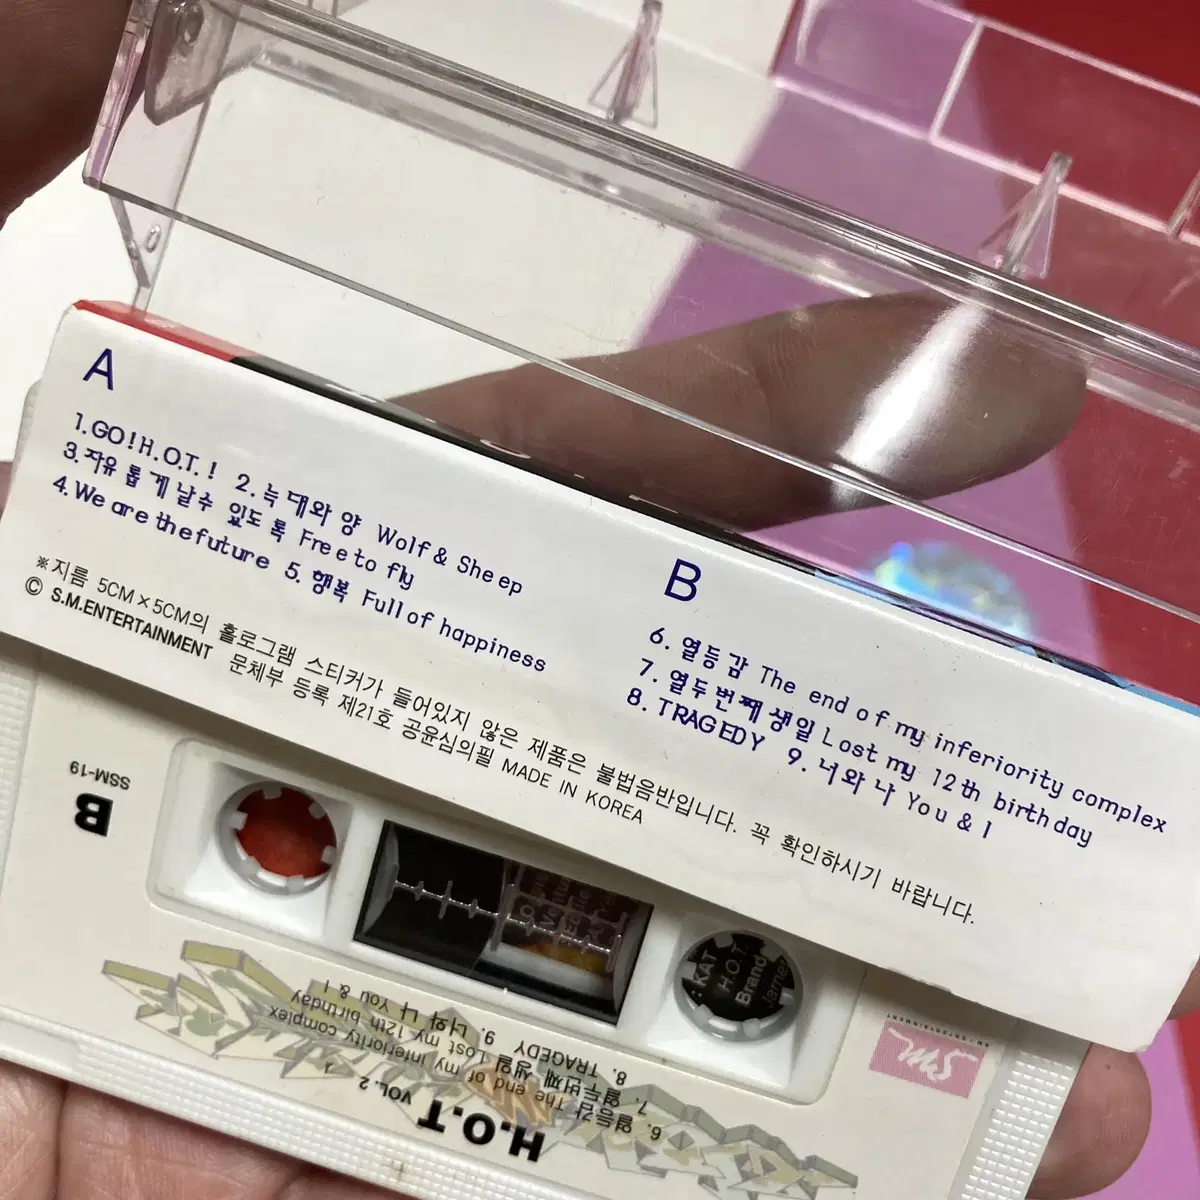 A
1.GO!H.O.T.! 2.늑대와 양 Wolf & Sheep
3.자유롭게 날 수 있도록 Free to fly
4.We are the future 5.행복 Full of happiness
※지름 5CM×5CM의 홀로그램 스티커가 들어있지 않은 제품은 불법음반입니다. 꼭 확인하시기 바랍니다.
© S.M.ENTERTAINMENT 문체부 등록 제21호 공윤심의필 MADE IN KOREA
B
6.열등감 The end of my inferiority complex
7.열두번째 생일 Lost my 12th birthday
8.TRAGEDY 9.너와 나 You & I
SSM-19
B
KAT
H.O.T
Brand
SM
H.O.T VOL.2
6. 열등감 The end of my inferiority complex
7. 열두번째 생일 Lost my 12th birthday
8. TRAGEDY 9. 너와 나 You & I